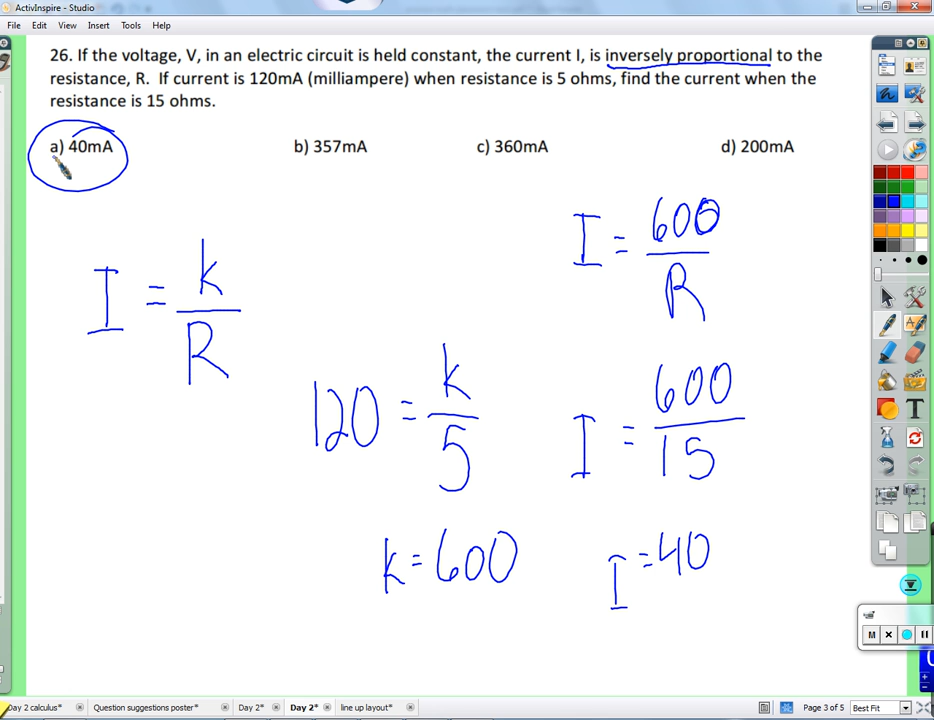 ActivInspire - Studio
File Edit View Insert Tools Help
26. If the voltage, V, in an electric circuit is held constant, the current I, is inversely proportional to the
resistance, R. If current is 120mA (milliampere) when resistance is 5 ohms, find the current when the
resistance is 15 ohms.
a) 40mA b) 357mA c) 360mA d) 200mA
I = k/R
120 = k/5
k = 600
I = 600/R
I = 600/15
I = 40
M
Day 2 calculus* Question suggestions poster* Day 2* Day 2* line up layout* Page 3 of 5 Best Fit